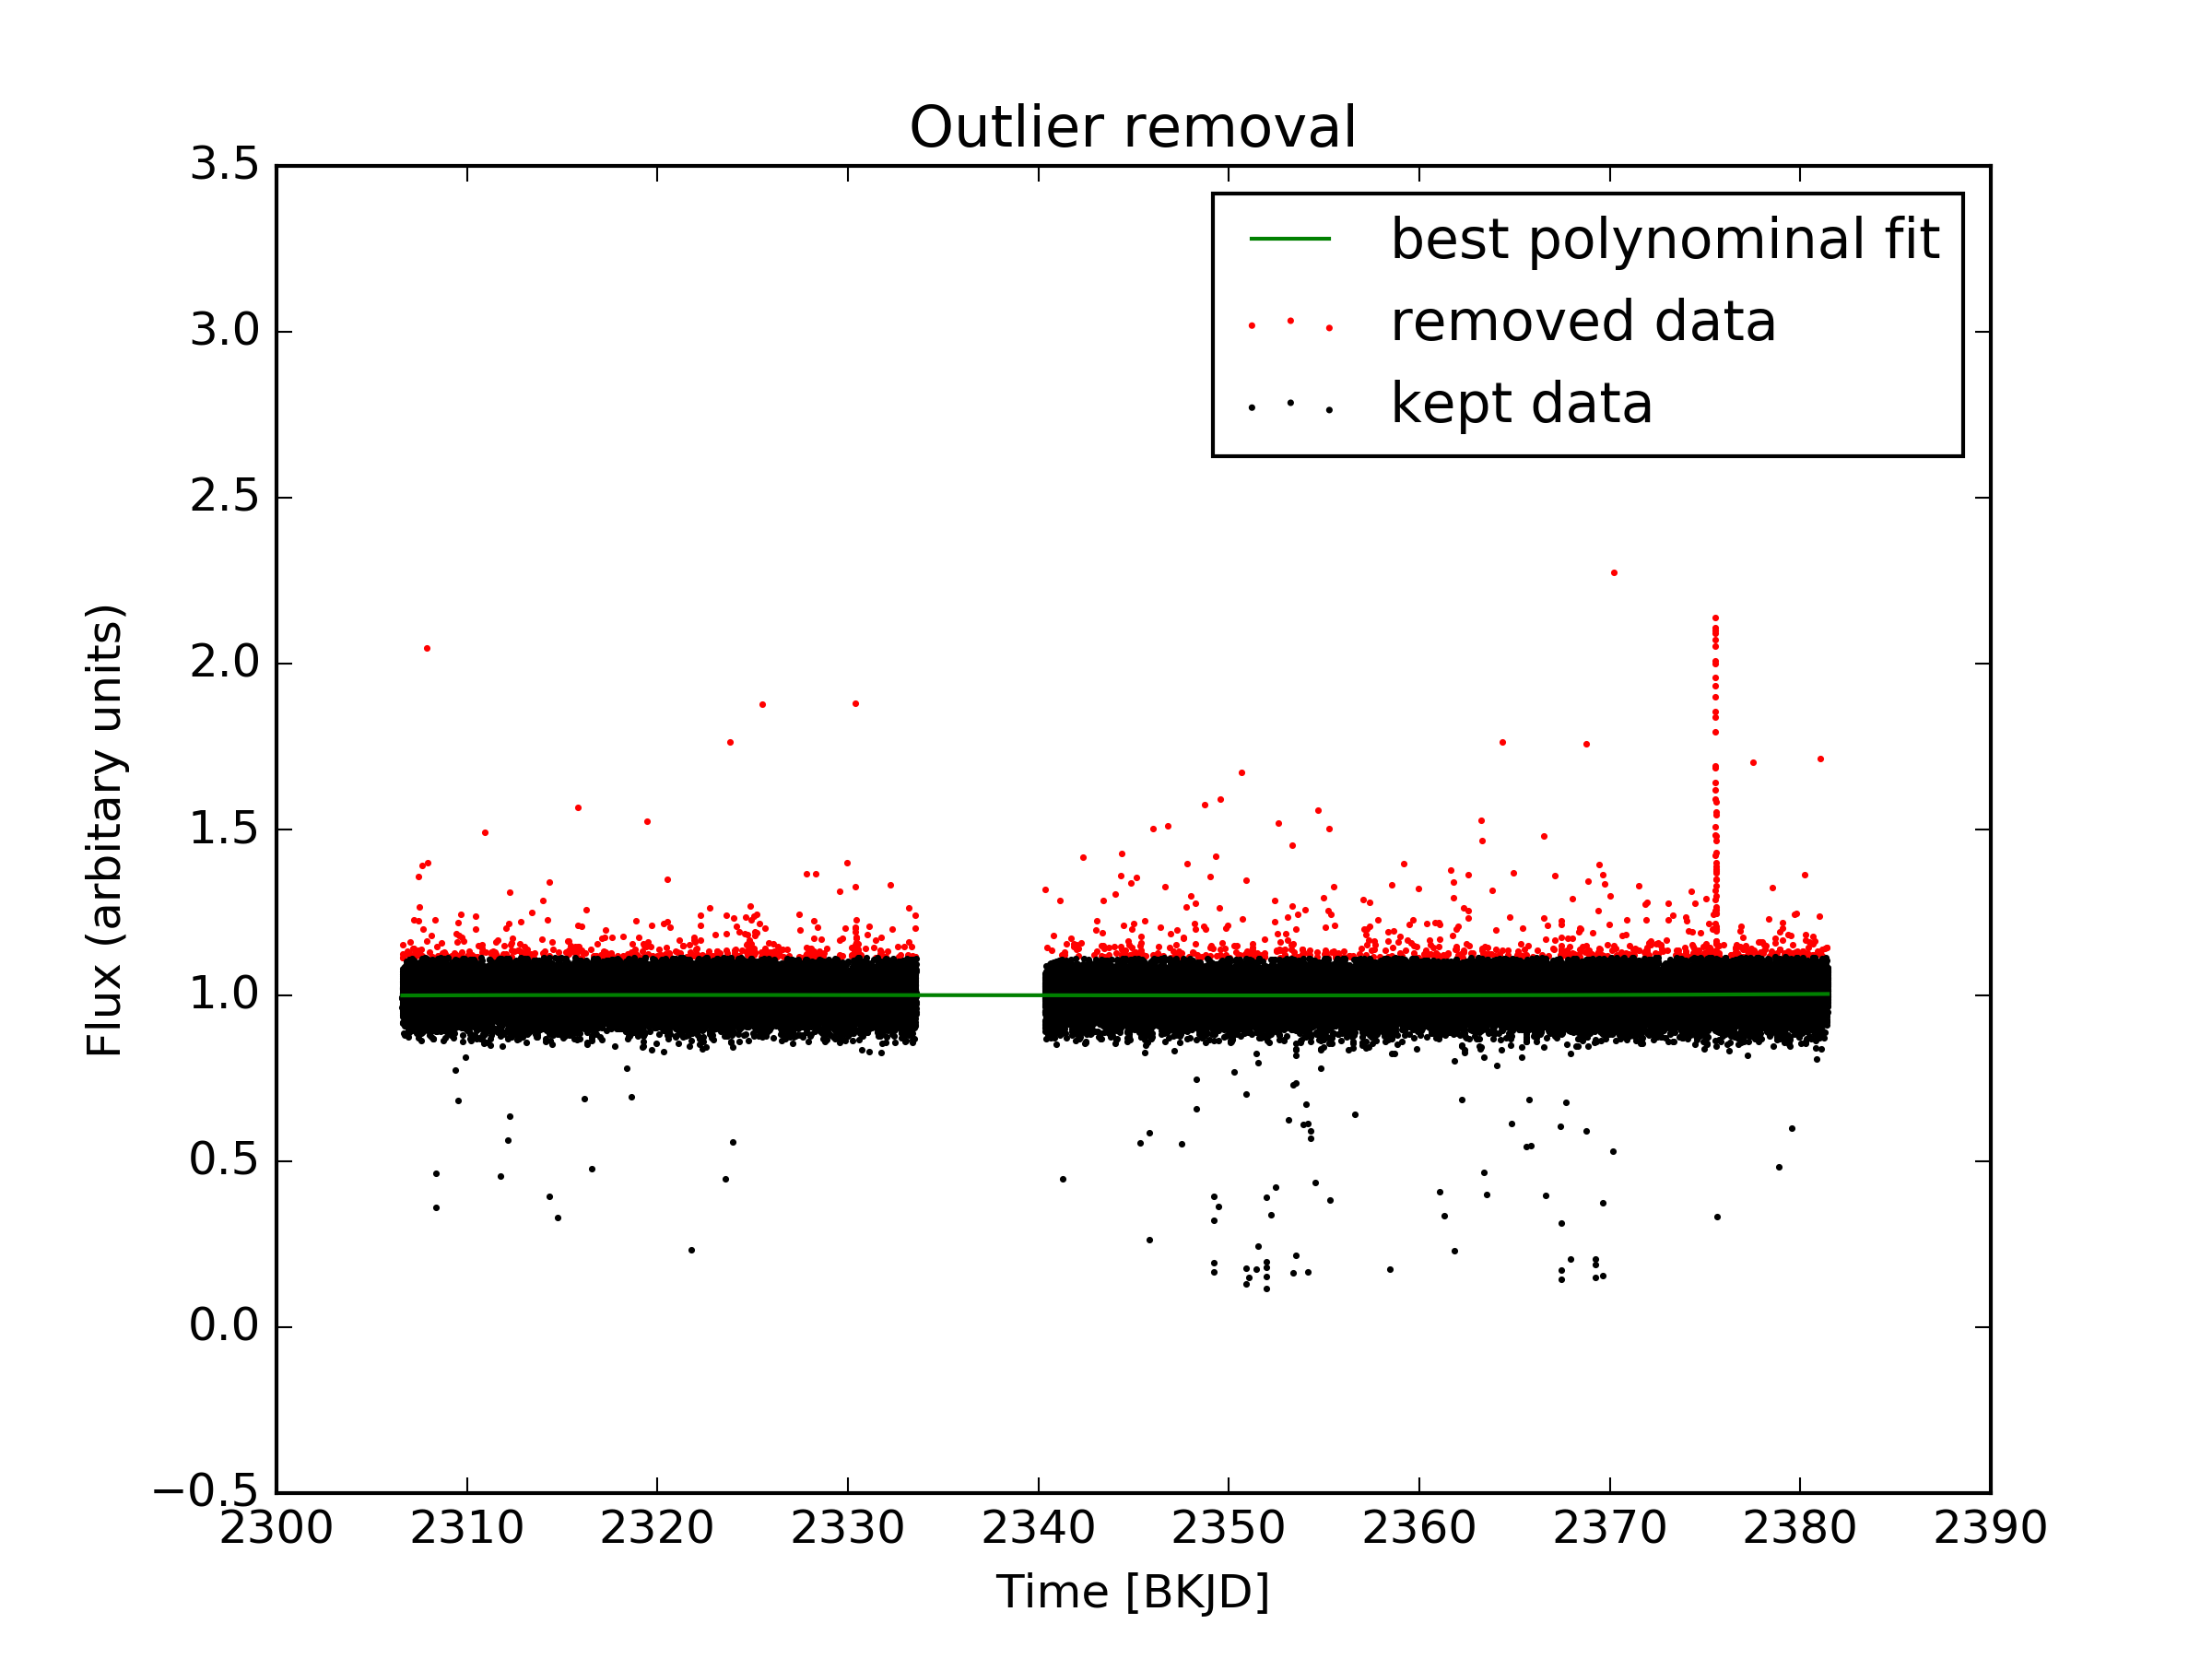 Outlier removal
3.5
3.0
2.5
2.0
1.5
1.0
0.5
0.0
−0.5
Flux (arbitary units)
best polynominal fit
removed data
kept data
2300 2310 2320 2330 2340 2350 2360 2370 2380 2390
Time [BKJD]